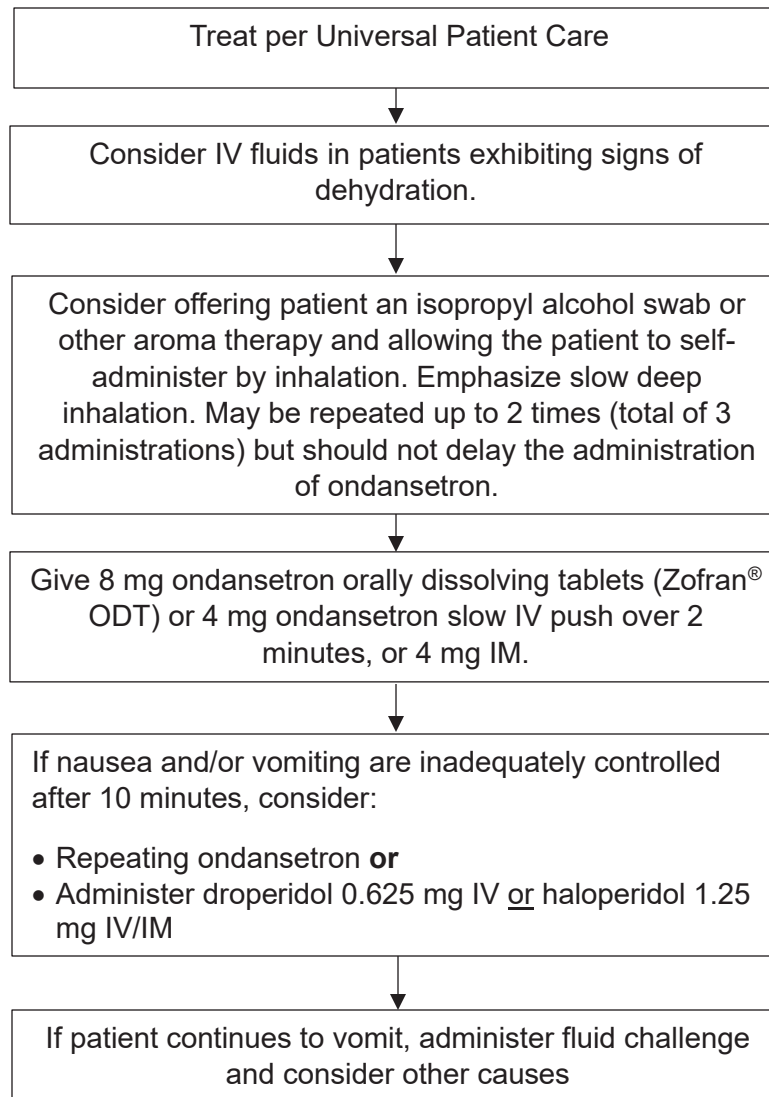 Treat per Universal Patient Care
Consider IV fluids in patients exhibiting signs of
dehydration.
Consider offering patient an isopropyl alcohol swab or
other aroma therapy and allowing the patient to self-
administer by inhalation. Emphasize slow deep
inhalation. May be repeated up to 2 times (total of 3
administrations) but should not delay the administration
of ondansetron.
Give 8 mg ondansetron orally dissolving tablets (Zofran®
ODT) or 4 mg ondansetron slow IV push over 2
minutes, or 4 mg IM.
If nausea and/or vomiting are inadequately controlled
after 10 minutes, consider:
• Repeating ondansetron or
• Administer droperidol 0.625 mg IV or haloperidol 1.25
mg IV/IM
If patient continues to vomit, administer fluid challenge
and consider other causes